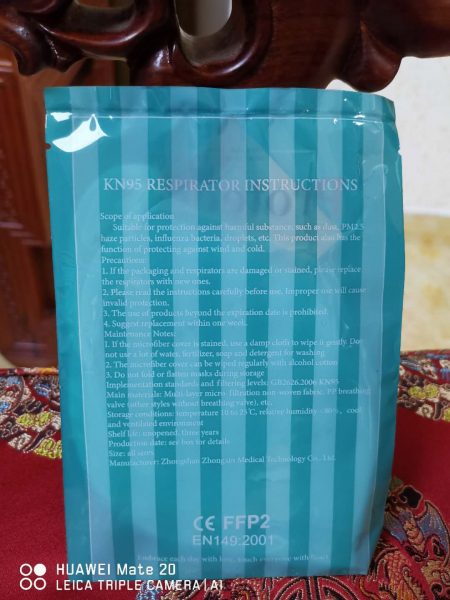 KN95 RESPIRATOR INSTRUCTIONS
Scope of application
Suitable for protection against harmful substance, such as dust, PM2.5
haze particles, influenza bacteria, droplets, etc. This product also has the
function of protecting against wind and cold.
Precautions:
1. If the packaging and respirators are damaged or stained, please replace
the respirators with new ones.
2. Please read the instructions carefully before use. Improper use will cause
invalid protection.
3. The use of products beyond the expiration date is prohibited.
4. Suggest replacement within one week.
Maintenance Notes:
1. If the microfiber cover is stained, use a damp cloth to wipe it gently. Do
not use a lot of water, fertilizer, soap and detergent for washing
2. The microfiber cover can be wiped regularly with alcohol cotton
3. Do not fold or flatten masks during storage
Implementation standards and filtering levels: GB2626.2006 KN95
Main material: Multi-layer micro- filtration non-woven fabric, PP breathing
valve (other styles without breathing valve), etc.
Storage conditions: temperature 10 to 25℃, relative humidity <80%, cool
and ventilated environment
Shelf life: unopened, three years
Production date: see box for details
Size: all sizes
Manufacturer: Medical Technology Co., Ltd.
CE FFP2
EN149:2001
Embrace each day with love, touch everyone with
HUAWEI Mate 20
LEICA TRIPLE CAMERA | AI